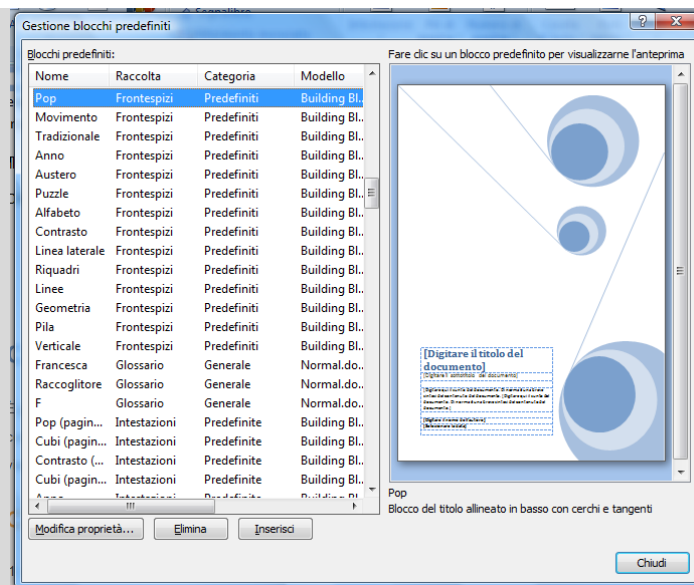 Gestione blocchi predefiniti
Blocchi predefiniti:
Fare clic su un blocco predefinito per visualizzarne l'anteprima
Nome Raccolta Categoria Modello
Pop Frontespizi Predefiniti Building Bl...
Movimento Frontespizi Predefiniti Building Bl...
Tradizionale Frontespizi Predefiniti Building Bl...
Anno Frontespizi Predefiniti Building Bl...
Austero Frontespizi Predefiniti Building Bl...
Puzzle Frontespizi Predefiniti Building Bl...
Alfabeto Frontespizi Predefiniti Building Bl...
Contrasto Frontespizi Predefiniti Building Bl...
Linea laterale Frontespizi Predefiniti Building Bl...
Riquadri Frontespizi Predefiniti Building Bl...
Linee Frontespizi Predefiniti Building Bl...
Geometria Frontespizi Predefiniti Building Bl...
Pila Frontespizi Predefiniti Building Bl...
Verticale Frontespizi Predefiniti Building Bl...
Francesca Glossario Generale Normal.do...
Raccoglitore Glossario Generale Normal.do...
F Glossario Generale Normal.do...
Pop (pagin... Intestazioni Predefinite Building Bl...
Cubi (pagin... Intestazioni Predefinite Building Bl...
Contrasto (... Intestazioni Predefinite Building Bl...
Cubi (pagin... Intestazioni Predefinite Building Bl...
[Digitare il titolo del
documento]
[Digitare il sottotitolo del documento]
Pop
Blocco del titolo allineato in basso con cerchi e tangenti
Modifica proprietà... Elimina Inserisci
Chiudi